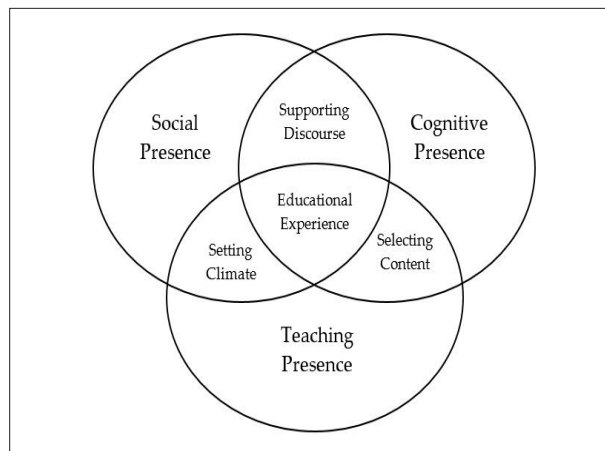 Social
Presence
Supporting
Discourse
Cognitive
Presence
Educational
Experience
Setting
Climate
Selecting
Content
Teaching
Presence